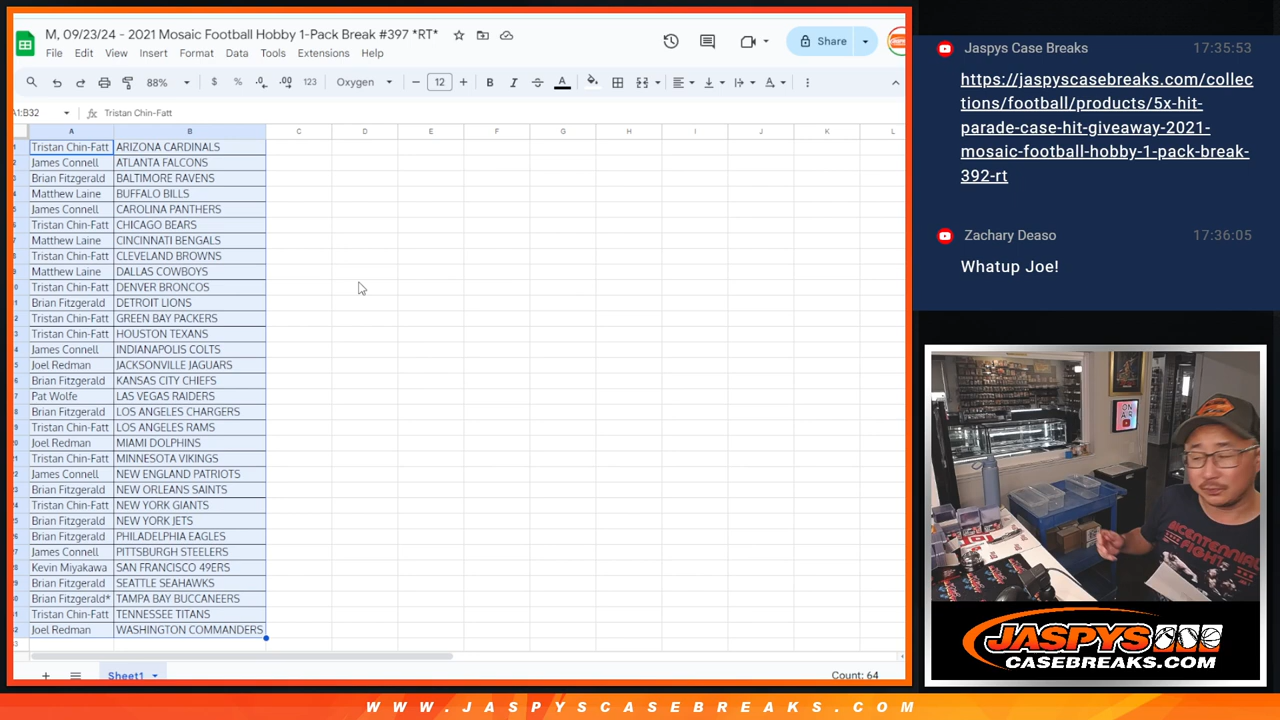 M, 09/23/24 - 2021 Mosaic Football Hobby 1-Pack Break #397 *RT*
Share
File Edit View Insert Format Data Tools Extensions Help
88% $ % .0 .00 123 Oxygen 12 B I A
A1:B32 fx Tristan Chin-Fatt
A B C D E F G H I J K L
Tristan Chin-Fatt ARIZONA CARDINALS
James Connell ATLANTA FALCONS
Brian Fitzgerald BALTIMORE RAVENS
Matthew Laine BUFFALO BILLS
James Connell CAROLINA PANTHERS
Tristan Chin-Fatt CHICAGO BEARS
Matthew Laine CINCINNATI BENGALS
Tristan Chin-Fatt CLEVELAND BROWNS
Matthew Laine DALLAS COWBOYS
Tristan Chin-Fatt DENVER BRONCOS
Brian Fitzgerald DETROIT LIONS
Tristan Chin-Fatt GREEN BAY PACKERS
Tristan Chin-Fatt HOUSTON TEXANS
James Connell INDIANAPOLIS COLTS
Joel Redman JACKSONVILLE JAGUARS
Brian Fitzgerald KANSAS CITY CHIEFS
Pat Wolfe LAS VEGAS RAIDERS
Brian Fitzgerald LOS ANGELES CHARGERS
Tristan Chin-Fatt LOS ANGELES RAMS
Joel Redman MIAMI DOLPHINS
Tristan Chin-Fatt MINNESOTA VIKINGS
James Connell NEW ENGLAND PATRIOTS
Brian Fitzgerald NEW ORLEANS SAINTS
Tristan Chin-Fatt NEW YORK GIANTS
Brian Fitzgerald NEW YORK JETS
Brian Fitzgerald PHILADELPHIA EAGLES
James Connell PITTSBURGH STEELERS
Kevin Miyakawa SAN FRANCISCO 49ERS
Brian Fitzgerald SEATTLE SEAHAWKS
Brian Fitzgerald* TAMPA BAY BUCCANEERS
Tristan Chin-Fatt TENNESSEE TITANS
Joel Redman WASHINGTON COMMANDERS
Sheet1
Count: 64
Jaspys Case Breaks 17:35:53
https://jaspyscasebreaks.com/collec
tions/football/products/5x-hit-
parade-case-hit-giveaway-2021-
mosaic-football-hobby-1-pack-break-
392-rt
Zachary Deaso 17:36:05
Whatup Joe!
ON AIR
BICENTENNIAL
JASPYS
CASEBREAKS.COM
WWW.JASPYSCASEBREAKS.COM